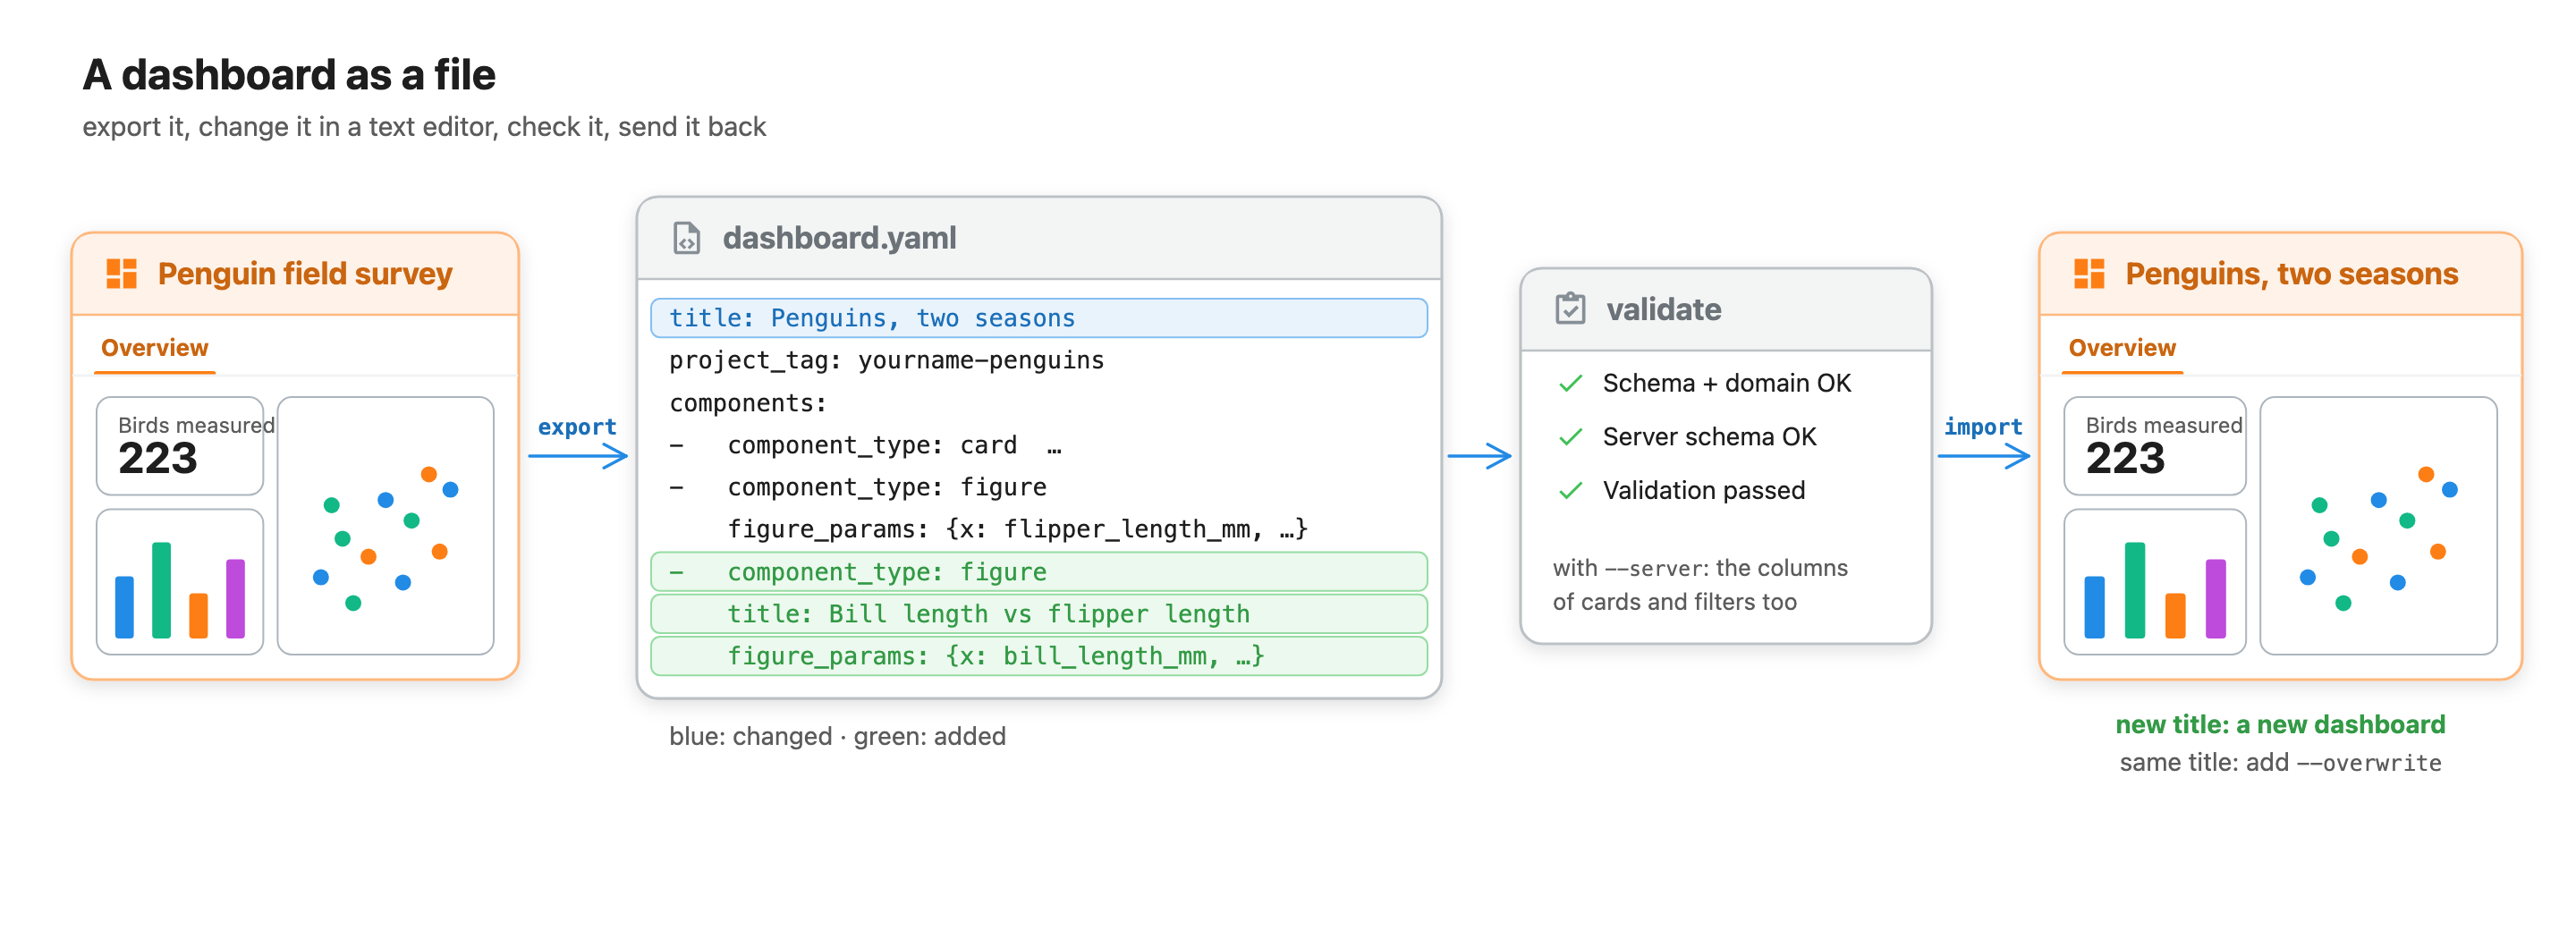 A dashboard as a file
export it, change it in a text editor, check it, send it back
Penguin field survey
Overview
Birds measured
223
export
dashboard.yaml
title: Penguins, two seasons
project_tag: yourname-penguins
components:
– component_type: card …
– component_type: figure
figure_params: {x: flipper_length_mm, …}
– component_type: figure
title: Bill length vs flipper length
figure_params: {x: bill_length_mm, …}
blue: changed · green: added
validate
Schema + domain OK
Server schema OK
Validation passed
with --server: the columns
of cards and filters too
import
Penguins, two seasons
Overview
Birds measured
223
new title: a new dashboard
same title: add --overwrite